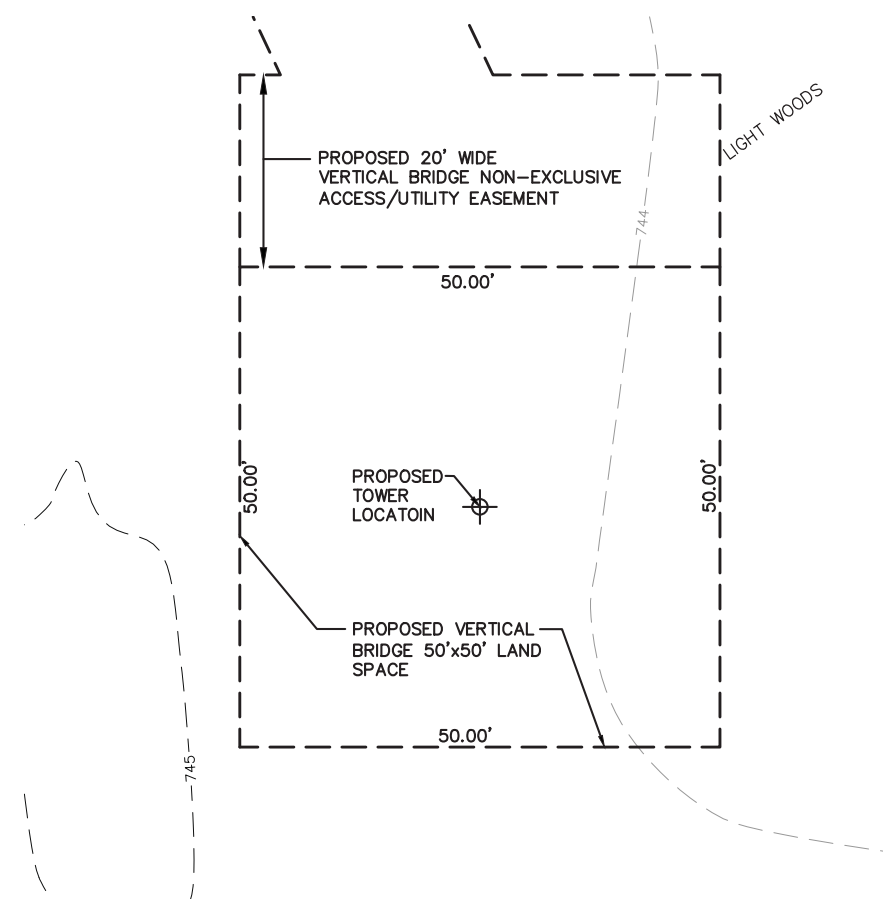 LIGHT WOODS
PROPOSED 20' WIDE
VERTICAL BRIDGE NON-EXCLUSIVE
ACCESS/UTILITY EASEMENT
744
50.00'
50.00'
50.00'
PROPOSED
TOWER
LOCATOIN
PROPOSED VERTICAL
BRIDGE 50'x50' LAND
SPACE
50.00'
745